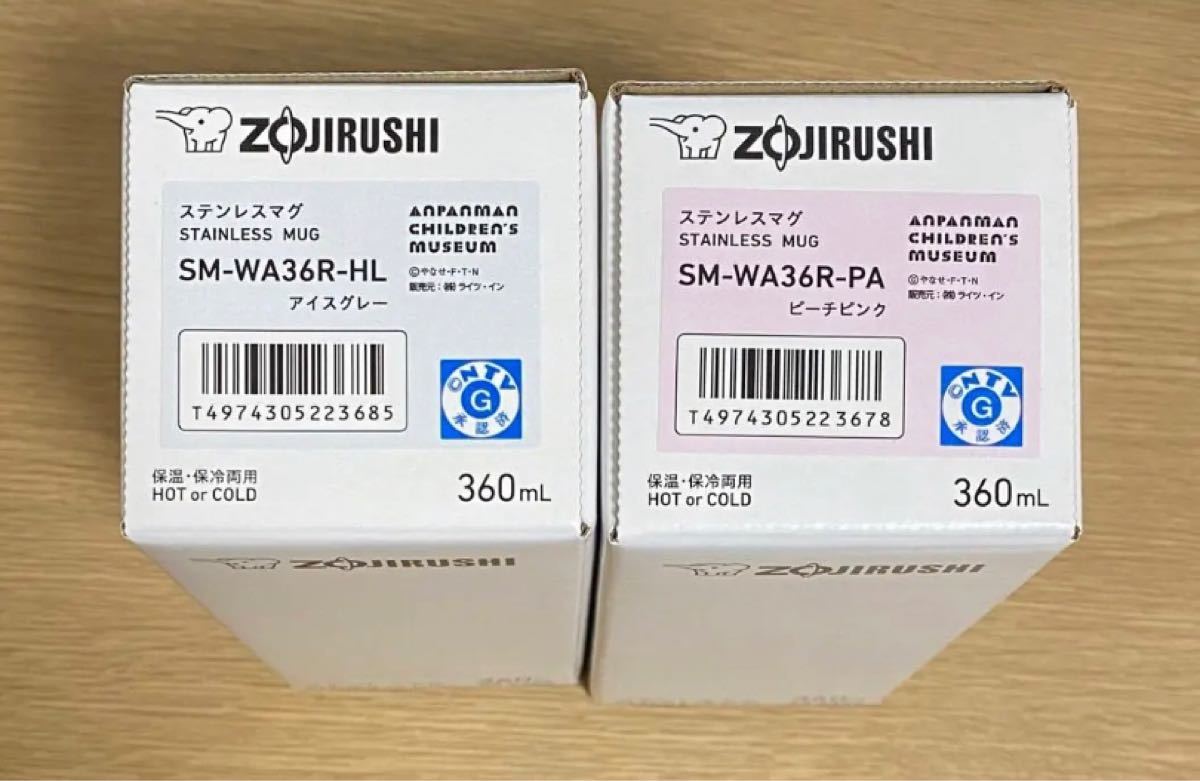 ZOJIRUSHI
ステンレスマグ
STAINLESS MUG
SM-WA36R-HL
アイスグレー
ANPANMAN
CHILDREN'S
MUSEUM
©やなせ・F・T・N
販売元:(株)ライツ・イン
T4974305223685
©NTV
G
承認済
保温・保冷両用
HOT or COLD
360mL
ZOJIRUSHI
ZOJIRUSHI
ステンレスマグ
STAINLESS MUG
SM-WA36R-PA
ピーチピンク
ANPANMAN
CHILDREN'S
MUSEUM
©やなせ・F・T・N
販売元:(株)ライツ・イン
T4974305223678
©NTV
G
承認済
保温・保冷両用
HOT or COLD
360mL
ZOJIRUSHI